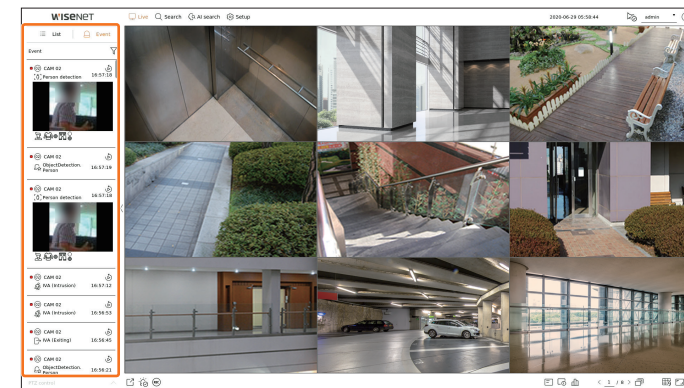 WISENET
Live Search AI search Setup
2020-06-29 05:58:44 admin
List Event
Event
CAM 02
Person detection 16:57:18
CAM 02
ObjectDetection. Person 16:57:19
CAM 02
Person detection 16:57:18
CAM 02
IVA (Intrusion) 16:57:12
CAM 02
IVA (Intrusion) 16:56:53
CAM 02
IVA (Exiting) 16:56:45
CAM 02
ObjectDetection. Person 16:56:21
PTZ control
< 1 / 8 >